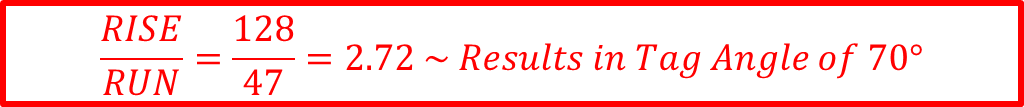 RISE/RUN = 128/47 = 2.72 ~ Results in Tag Angle of 70°